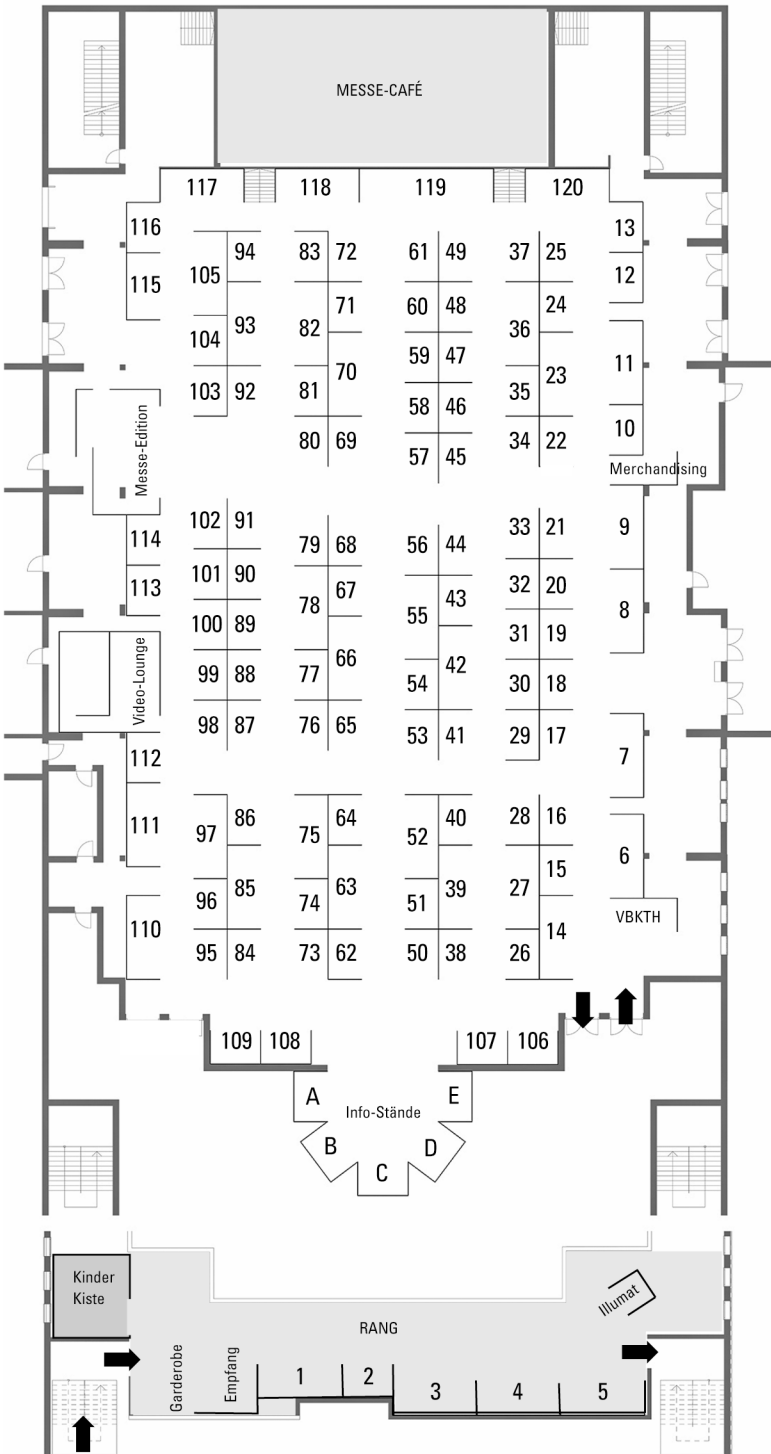 MESSE-CAFÉ
117 118 119 120
116 13
94 83 72 61 49 37 25
105 115 12
71 60 48 24
104 93 82 36 11
59 47
70 23
103 92 81 35
58 46
10
Messe-Edition
80 69 57 45 34 22
Merchandising
102 91 33 21 9
114 79 68 56 44
101 90 67 32 20
113 78 43 8
100 89 55 31 19
66
Video-Lounge
99 88 77 54 42 30 18
98 87 76 65 53 41 29 17
112 7
86 64 40 28 16
111 97 75 52
15 6
85 63 39 27
96 74 51
VBKTH
110 14
95 84 73 62 50 38 26
109 108 107 106
A E
Info-Stände
B D
C
Kinder
Kiste
Illumat
RANG
Garderobe
Empfang
1 2 3 4 5